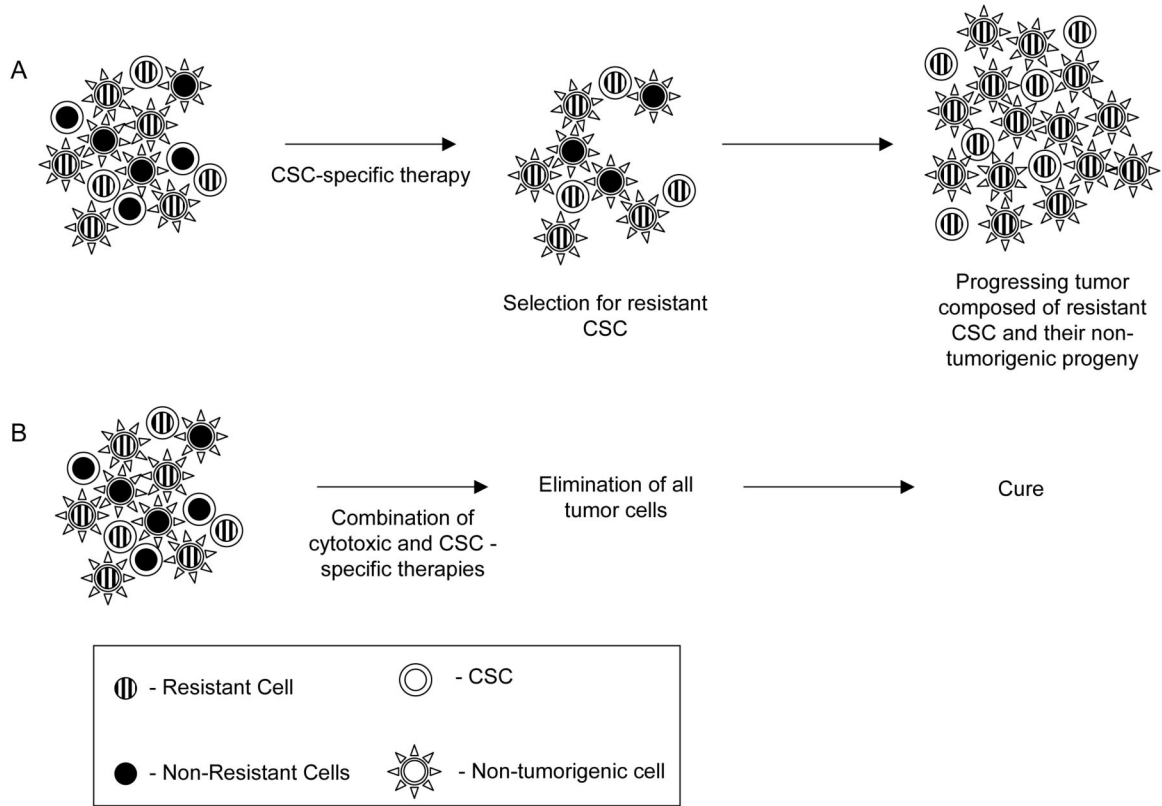 A
CSC-specific therapy
Selection for resistant
CSC
Progressing tumor
composed of resistant
CSC and their non-
tumorigenic progeny
B
Combination of
cytotoxic and CSC -
specific therapies
Elimination of all
tumor cells
Cure
- Resistant Cell
- CSC
- Non-Resistant Cells
- Non-tumorigenic cell